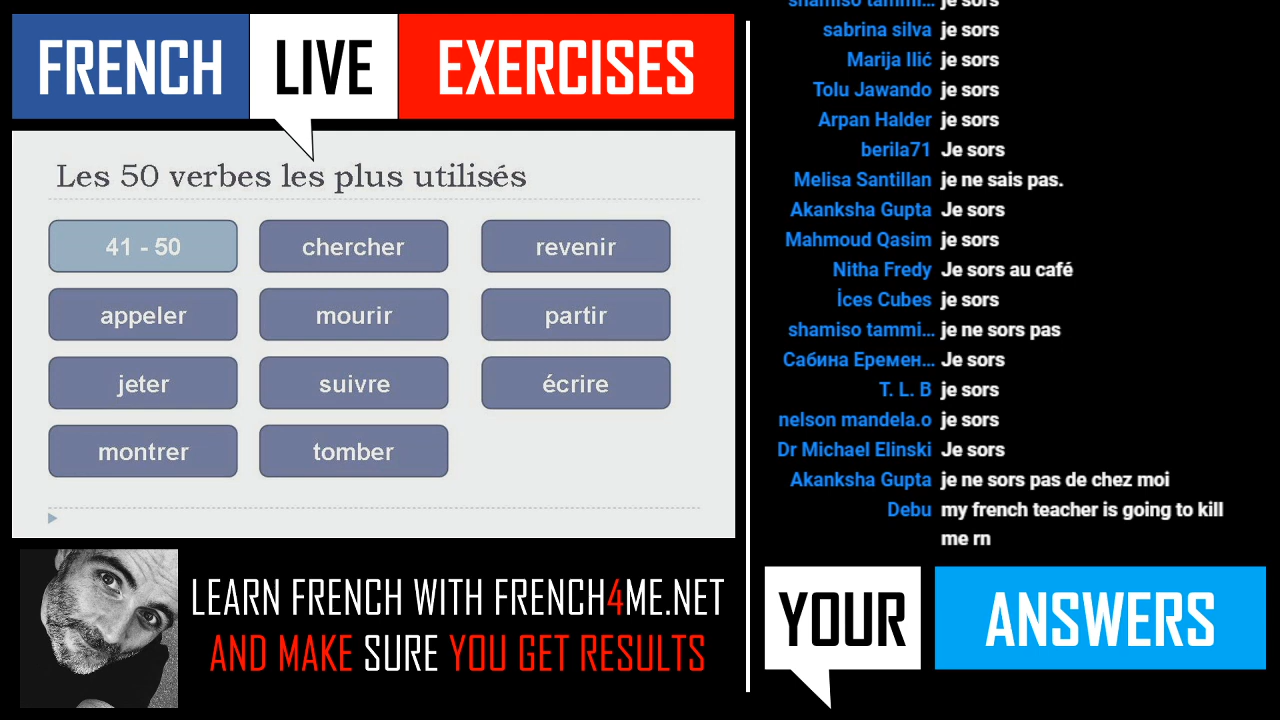 FRENCH LIVE EXERCISES
Les 50 verbes les plus utilisés
41 - 50 chercher revenir
appeler mourir partir
jeter suivre écrire
montrer tomber
LEARN FRENCH WITH FRENCH4ME.NET
AND MAKE SURE YOU GET RESULTS
shamiso tammi... je sors
sabrina silva je sors
Marija Ilić je sors
Tolu Jawando je sors
Arpan Halder je sors
berila71 Je sors
Melisa Santillan je ne sais pas.
Akanksha Gupta Je sors
Mahmoud Qasim je sors
Nitha Fredy Je sors au café
İces Cubes je sors
shamiso tammi... je ne sors pas
Сабина Еремен... Je sors
T. L. B je sors
nelson mandela.o je sors
Dr Michael Elinski Je sors
Akanksha Gupta je ne sors pas de chez moi
Debu my french teacher is going to kill
me rn
YOUR ANSWERS